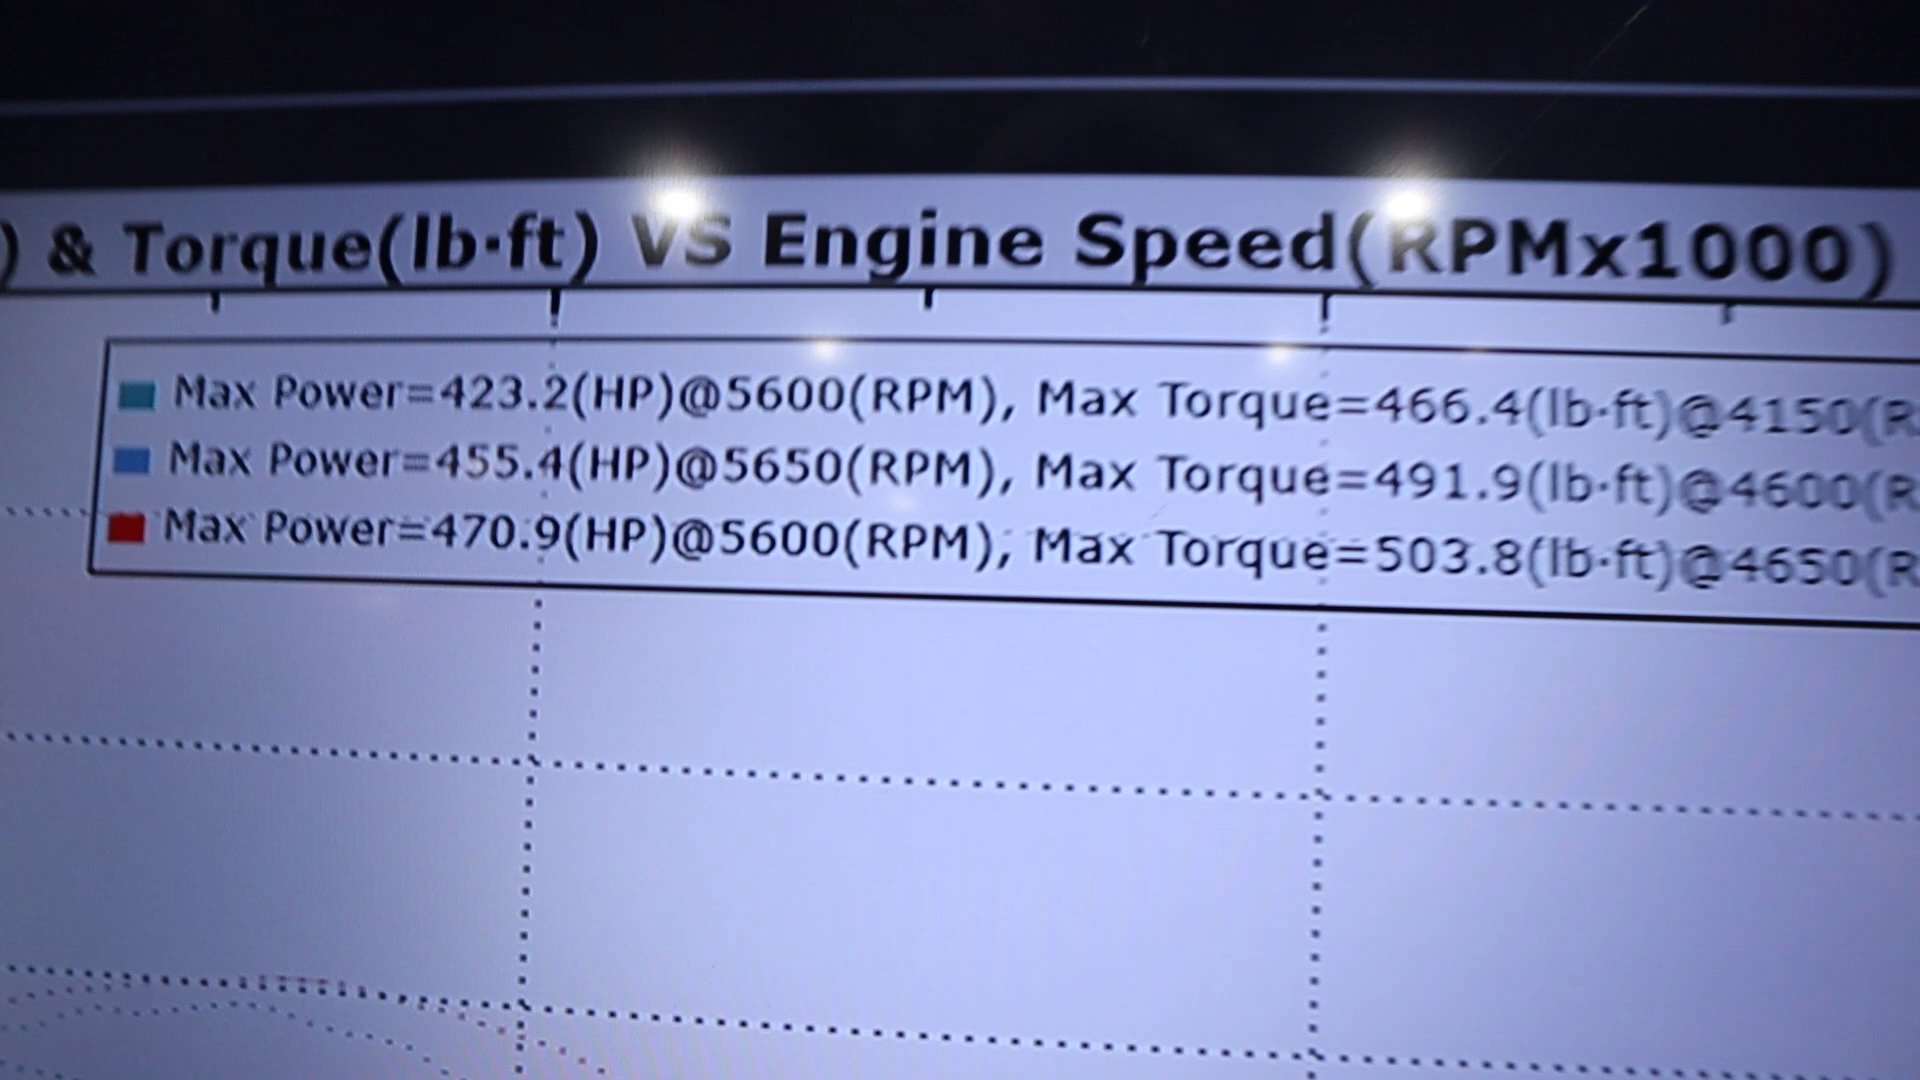 ) & Torque(lb·ft) VS Engine Speed(RPMx1000)
Max Power=423.2(HP)@5600(RPM), Max Torque=466.4(lb·ft)@4150(R
Max Power=455.4(HP)@5650(RPM), Max Torque=491.9(lb·ft)@4600(R
Max Power=470.9(HP)@5600(RPM), Max Torque=503.8(lb·ft)@4650(R